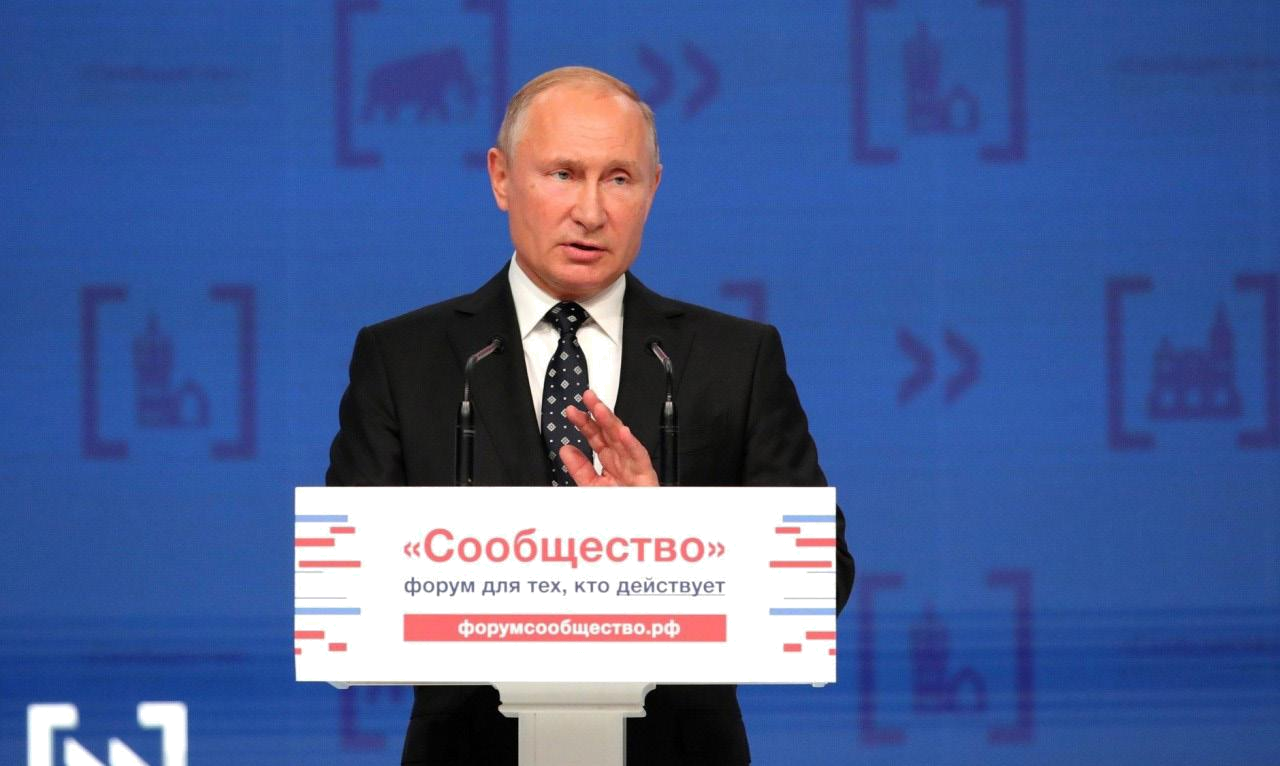 «Сообщество»
форум для тех, кто действует
форумсообщество.рф